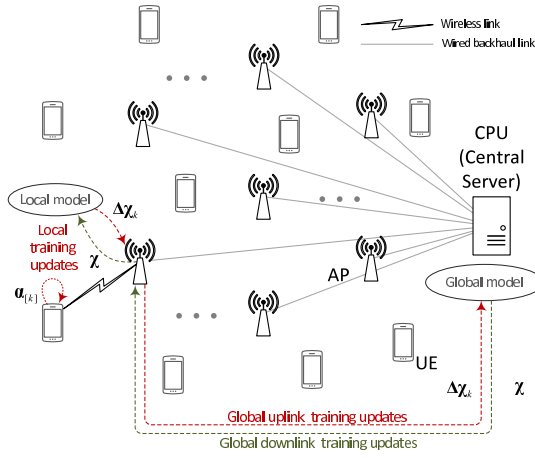 Wireless link
Wired backhaul link
CPU
(Central
Server)
Local model
Δχₖ
Local
training
updates
χ
α[k]
AP
Global model
UE
Δχₖ
χ
Global uplink training updates
Global downlink training updates